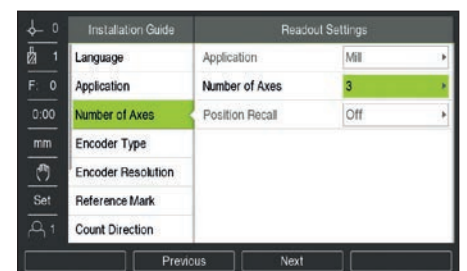 0 Installation Guide Readout Settings
1 Language Application Mill
F: 0 Application Number of Axes 3
0:00 Number of Axes Position Recall Off
mm Encoder Type
Encoder Resolution
Set Reference Mark
1 Count Direction
Previous Next